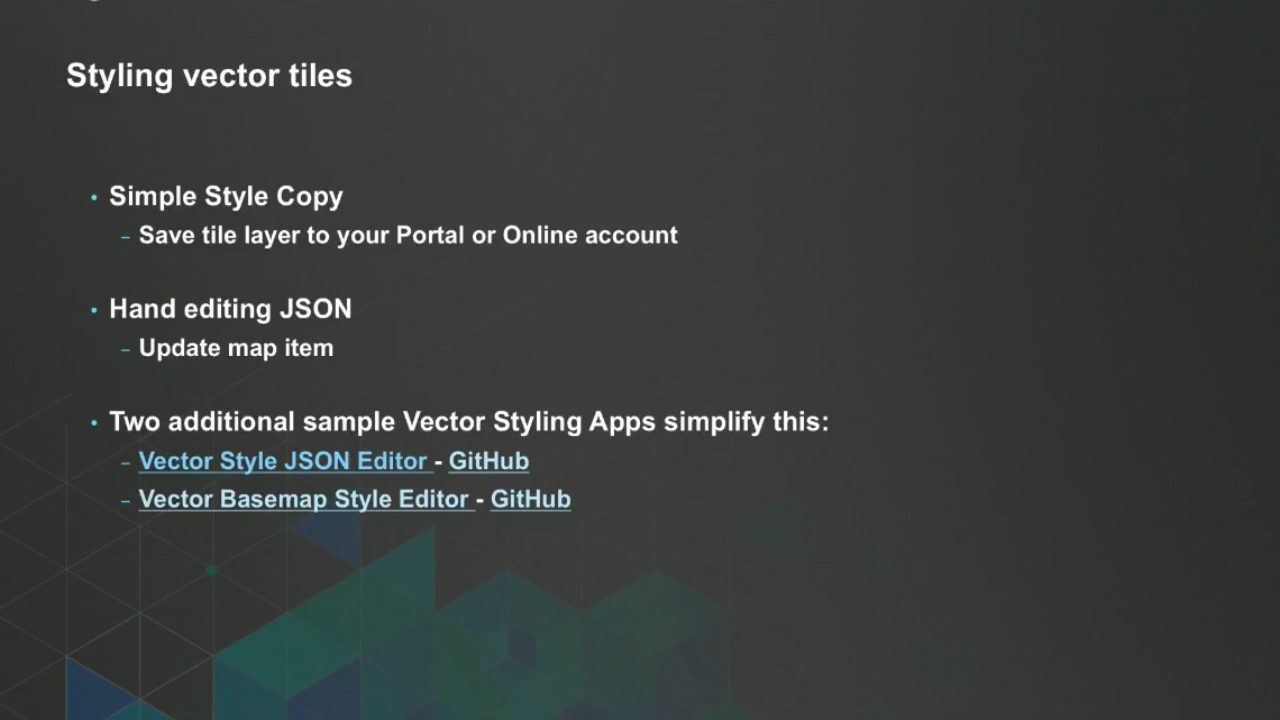 Styling vector tiles
• Simple Style Copy
– Save tile layer to your Portal or Online account
• Hand editing JSON
– Update map item
• Two additional sample Vector Styling Apps simplify this:
– Vector Style JSON Editor - GitHub
– Vector Basemap Style Editor - GitHub